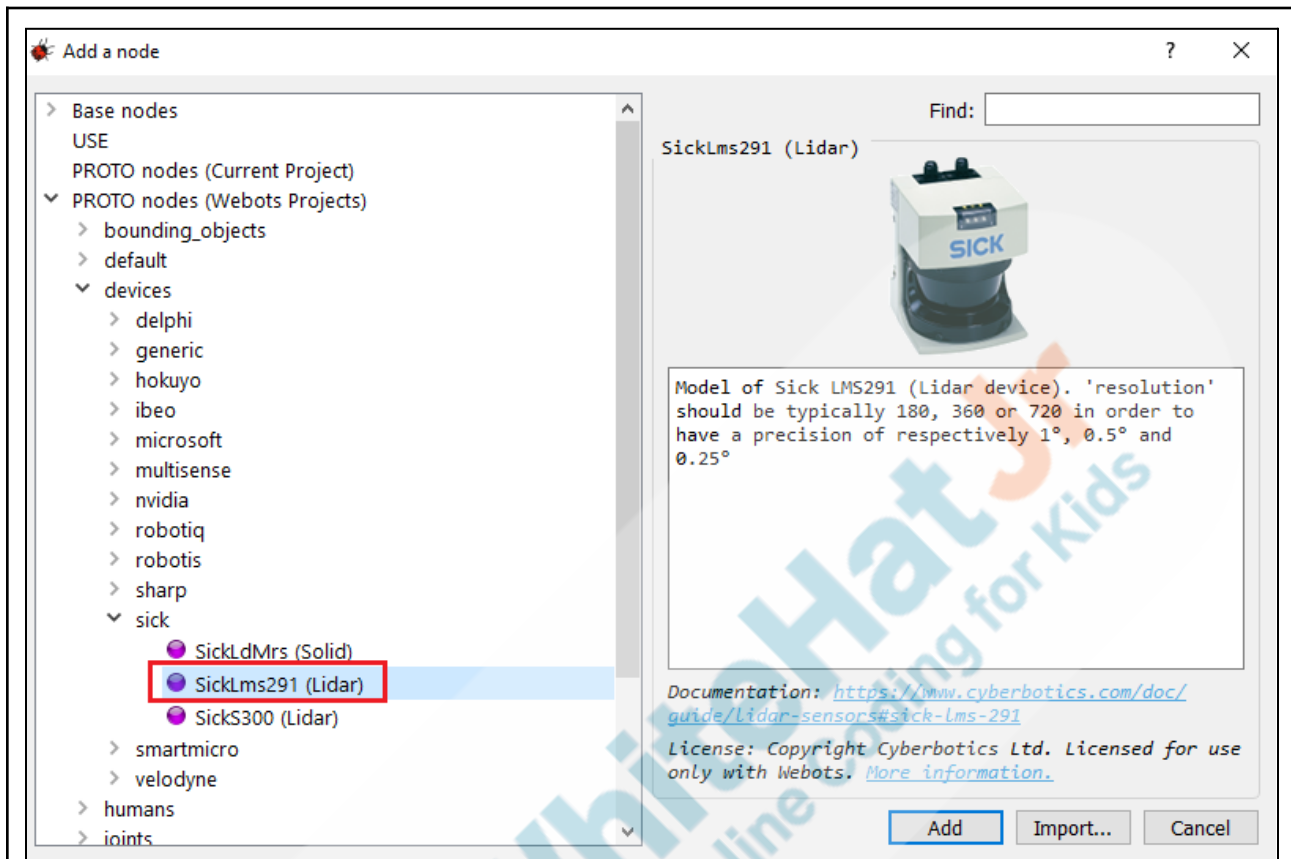 Add a node
?
Base nodes
USE
PROTO nodes (Current Project)
PROTO nodes (Webots Projects)
bounding_objects
default
devices
delphi
generic
hokuyo
ibeo
microsoft
multisense
nvidia
robotiq
robotis
sharp
sick
SickLdMrs (Solid)
SickLms291 (Lidar)
SickS300 (Lidar)
smartmicro
velodyne
humans
joints
Find:
SickLms291 (Lidar)
SICK
Model of Sick LMS291 (Lidar device). 'resolution'
should be typically 180, 360 or 720 in order to
have a precision of respectively 1°, 0.5° and
0.25°
Documentation: https://www.cyberbotics.com/doc/
guide/lidar-sensors#sick-lms-291
License: Copyright Cyberbotics Ltd. Licensed for use
only with Webots. More information.
Add
Import...
Cancel
WhiteHat Jr
line Coding for Kids